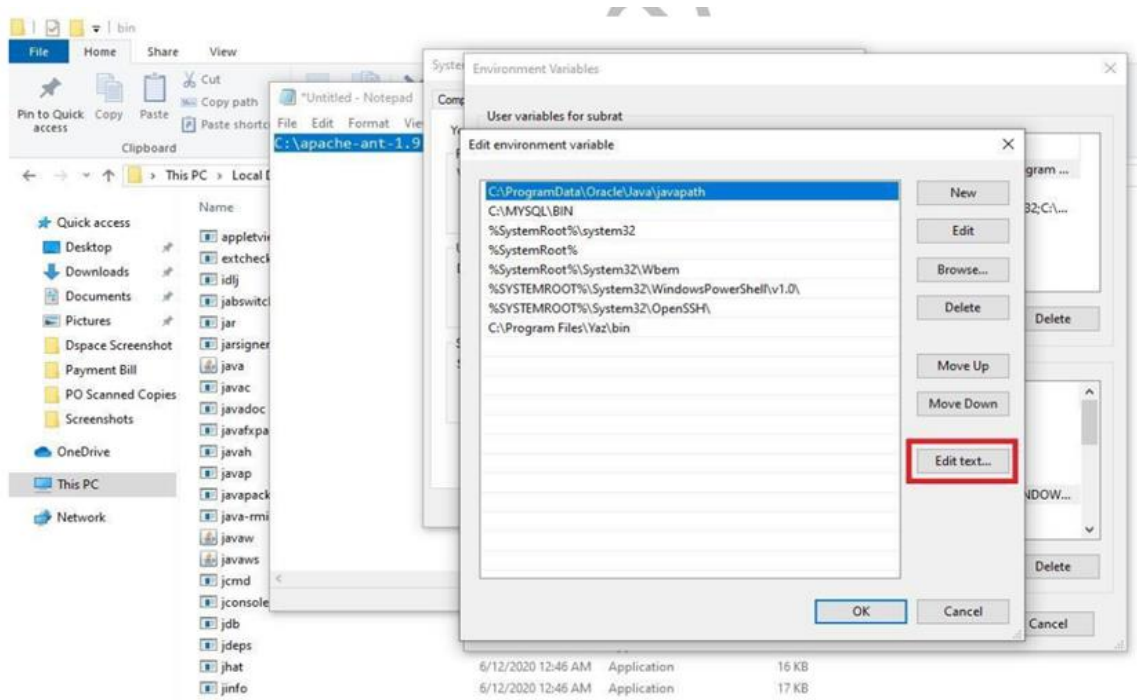 bin
File Home Share View
Pin to Quick access
Copy
Paste
Cut
Copy path
Paste shortc
Clipboard
This PC > Local D
Quick access
Desktop
Downloads
Documents
Pictures
Dspace Screenshot
Payment Bill
PO Scanned Copies
Screenshots
OneDrive
This PC
Network
Name
appletvie
extcheck
idlj
jabswitcl
jar
jarsigner
java
javac
javadoc
javafxpa
javah
javap
javapack
java-rmi
javaw
javaws
jcmd
jconsole
jdb
jdeps
jhat
jinfo
6/12/2020 12:46 AM Application 16 KB
6/12/2020 12:46 AM Application 17 KB
*Untitled - Notepad
File Edit Format Vie
C:\apache-ant-1.9
Syste
Comp
Environment Variables
User variables for subrat
gram ...
32;C:\...
Delete
NDOW...
Delete
Cancel
Edit environment variable
C:\ProgramData\Oracle\Java\javapath
C:\MYSQL\BIN
%SystemRoot%\system32
%SystemRoot%
%SystemRoot%\System32\Wbem
%SYSTEMROOT%\System32\WindowsPowerShell\v1.0\
%SYSTEMROOT%\System32\OpenSSH\
C:\Program Files\Yaz\bin
New
Edit
Browse...
Delete
Move Up
Move Down
Edit text...
OK Cancel